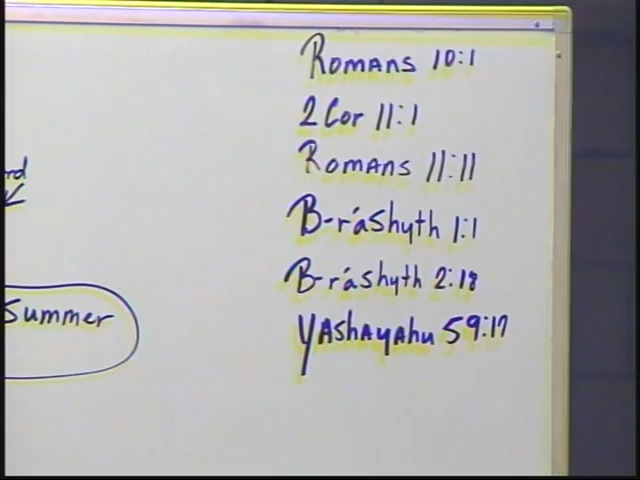 Romans 10:1
2 Cor 11:1
Romans 11:11
B-ráshyth 1:1
B-ráshyth 2:18
Yashayahu 59:17
rd
Summer